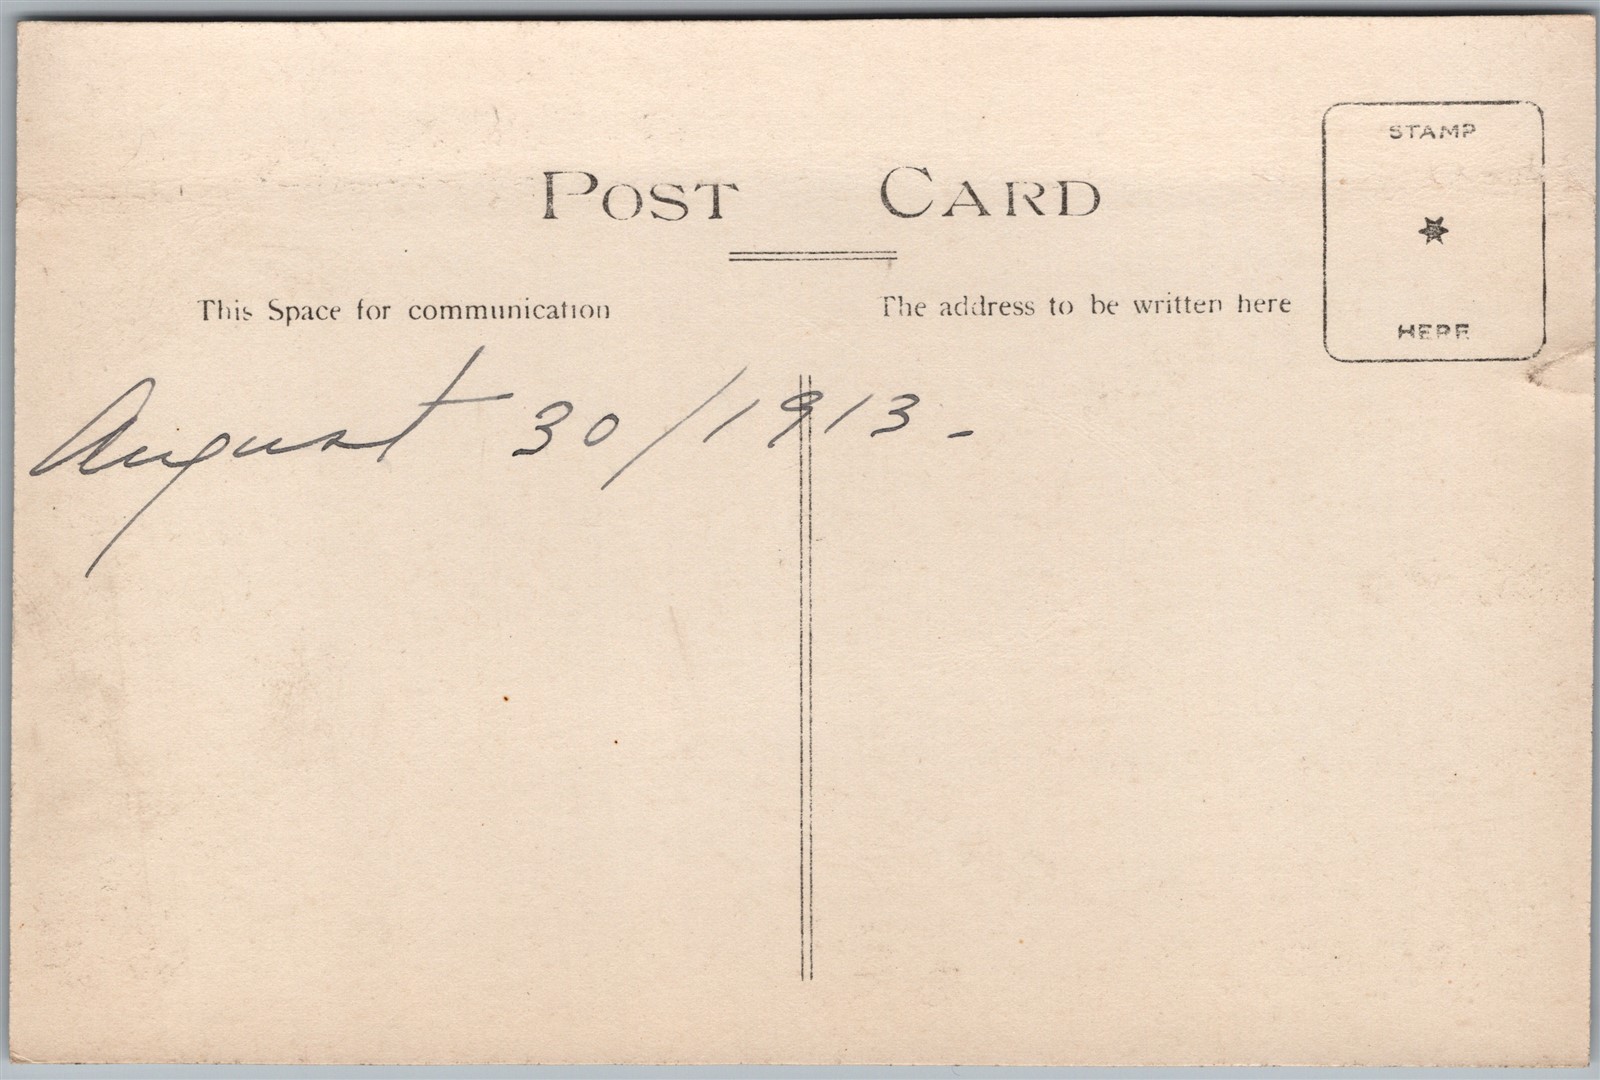 POST CARD
STAMP
HERE
This Space for communication
The address to be written here
August 30/1913-